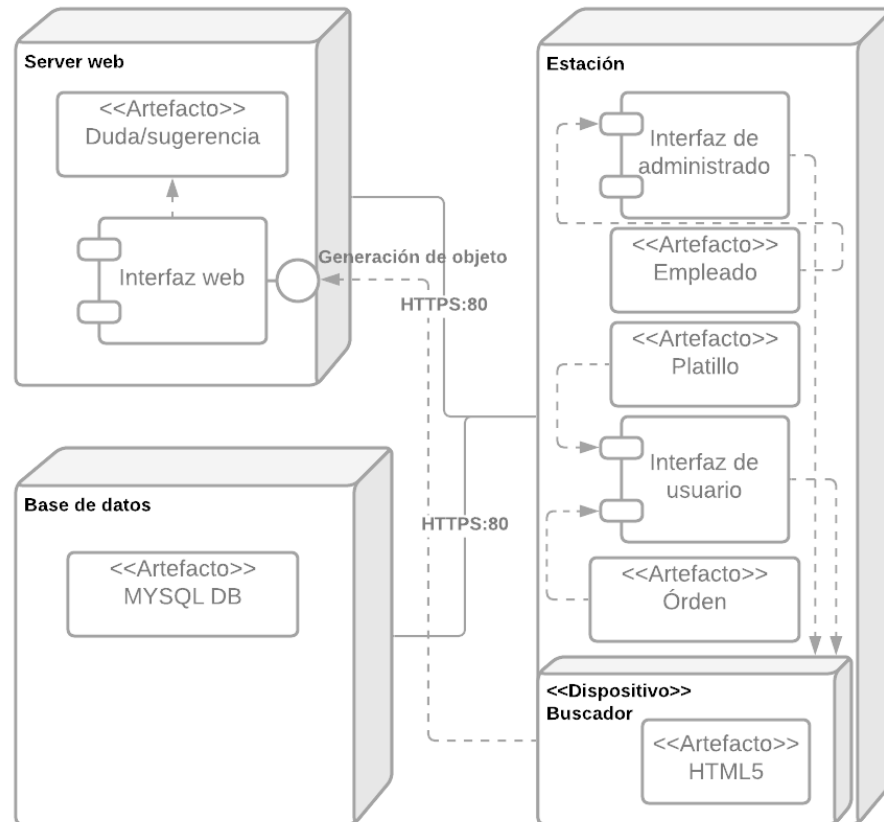 Server web
<<Artefacto>>
Duda/sugerencia
Interfaz web
Generación de objeto
HTTPS:80
Base de datos
<<Artefacto>>
MYSQL DB
HTTPS:80
Estación
Interfaz de
administrado
<<Artefacto>>
Empleado
<<Artefacto>>
Platillo
Interfaz de
usuario
<<Artefacto>>
Órden
<<Dispositivo>>
Buscador
<<Artefacto>>
HTML5